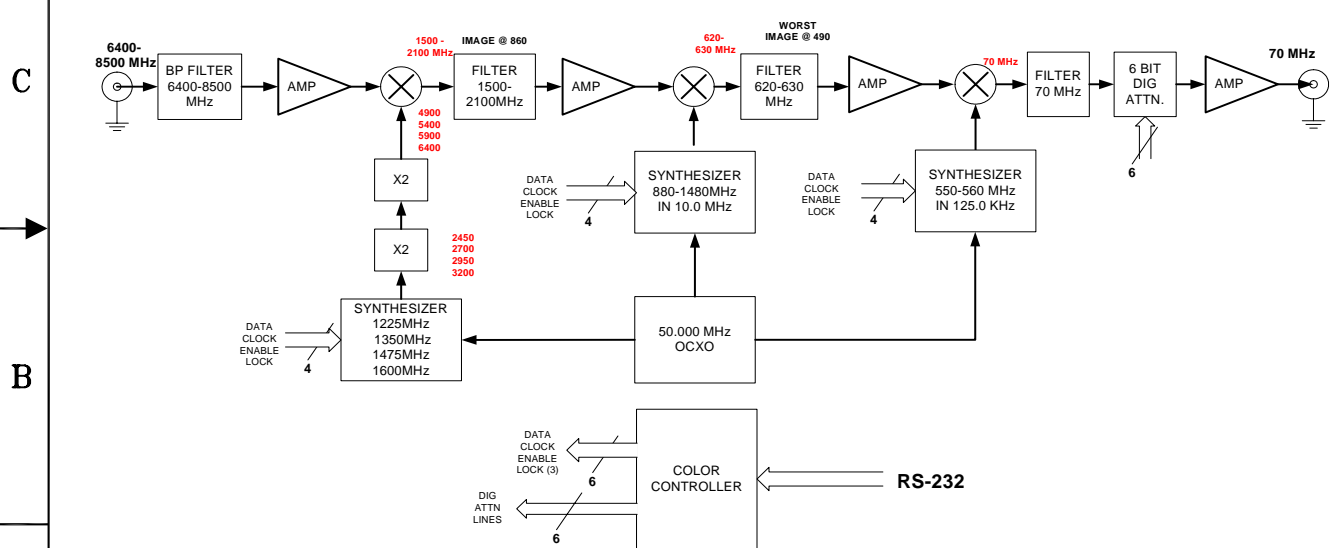 C
6400-
8500 MHz
BP FILTER
6400-8500
MHz
AMP
1500 -
2100 MHz
IMAGE @ 860
FILTER
1500-
2100MHz
AMP
620-
630 MHz
WORST
IMAGE @ 490
FILTER
620-630
MHz
AMP
70 MHz
FILTER
70 MHz
6 BIT
DIG
ATTN.
AMP
70 MHz
4900
5400
5900
6400
6
X2
DATA
CLOCK
ENABLE
LOCK
4
SYNTHESIZER
880-1480MHz
IN 10.0 MHz
DATA
CLOCK
ENABLE
LOCK
4
SYNTHESIZER
550-560 MHz
IN 125.0 KHz
X2
2450
2700
2950
3200
B
DATA
CLOCK
ENABLE
LOCK
4
SYNTHESIZER
1225MHz
1350MHz
1475MHz
1600MHz
50.000 MHz
OCXO
DATA
CLOCK
ENABLE
LOCK (3)
6
DIG
ATTN
LINES
6
COLOR
CONTROLLER
RS-232